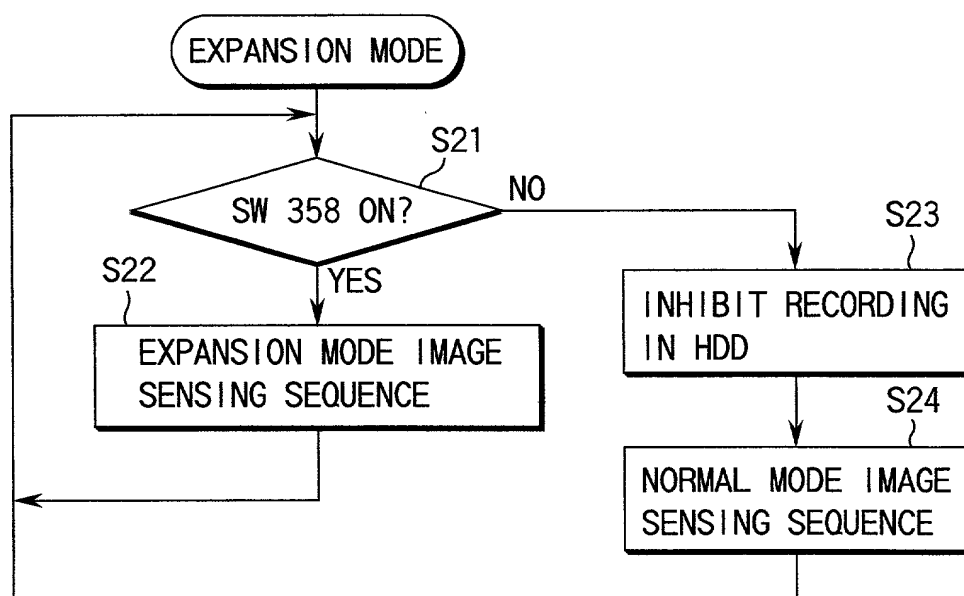 EXPANSION MODE
S21
SW 358 ON?
NO
YES
S22
EXPANSION MODE IMAGE
SENSING SEQUENCE
S23
INHIBIT RECORDING
IN HDD
S24
NORMAL MODE IMAGE
SENSING SEQUENCE